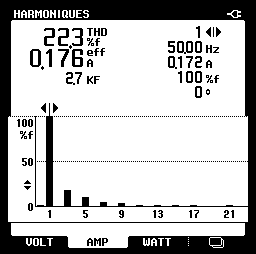 HARMONIQUES
22,3 THD %f
0,176 eff A
2,7 KF
1
50,00 Hz
0,172 A
100 %f
0 °
100
%f
50
0
1 5 9 13 17 21
VOLT AMP WATT